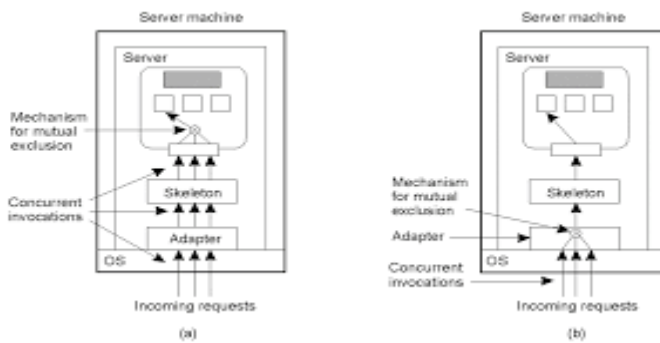 Server machine
Server
Mechanism
for mutual
exclusion
Concurrent
invocations
Skeleton
Adapter
OS
Incoming requests
(a)
Server machine
Server
Mechanism
for mutual
exclusion
Skeleton
Adapter
OS
Concurrent
invocations
Incoming requests
(b)